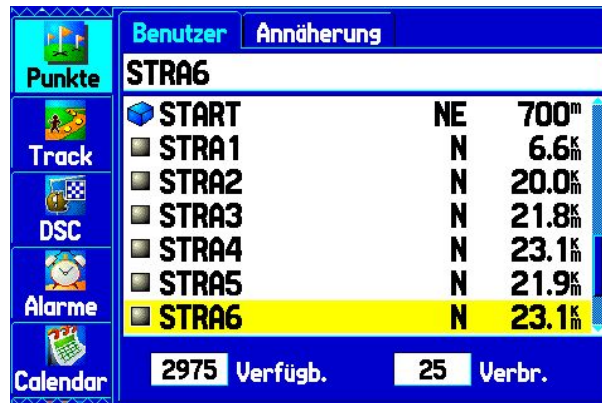 Punkte
Track
DSC
Alarme
Calendar
Benutzer Annäherung
STRA6
START NE 700m
STRA1 N 6.6Km
STRA2 N 20.0Km
STRA3 N 21.8Km
STRA4 N 23.1Km
STRA5 N 21.9Km
STRA6 N 23.1Km
2975 Verfügb. 25 Verbr.